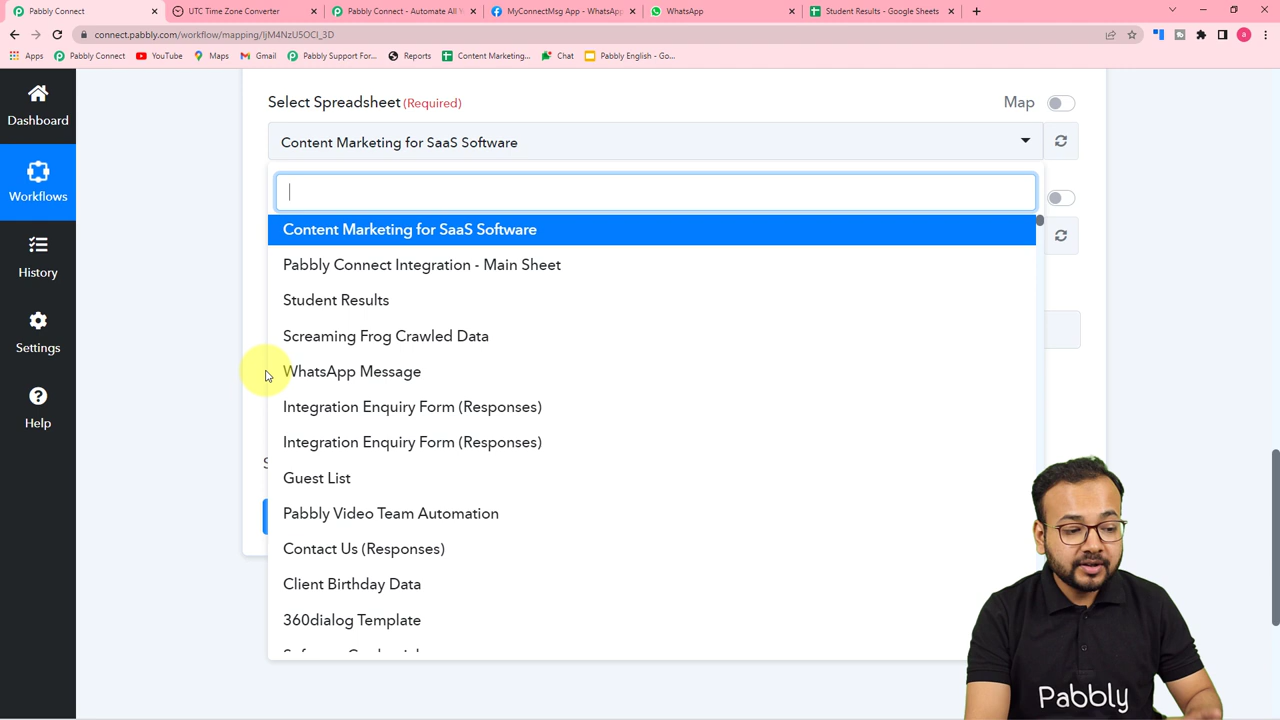 Pabbly Connect
UTC Time Zone Converter
Pabbly Connect - Automate All Y
MyConnectMsg App - WhatsApp
WhatsApp
Student Results - Google Sheets
connect.pabbly.com/workflow/mapping/IjM4NzU5OCI_3D
a
Apps
Pabbly Connect
YouTube
Maps
Gmail
Pabbly Support For...
Reports
Content Marketing...
Chat
Pabbly English - Go...
Dashboard
Workflows
History
Settings
Help
Select Spreadsheet (Required)
Map
Content Marketing for SaaS Software
Content Marketing for SaaS Software
Pabbly Connect Integration - Main Sheet
Student Results
Screaming Frog Crawled Data
WhatsApp Message
Integration Enquiry Form (Responses)
Integration Enquiry Form (Responses)
Guest List
Pabbly Video Team Automation
Contact Us (Responses)
Client Birthday Data
360dialog Template
Pabbly